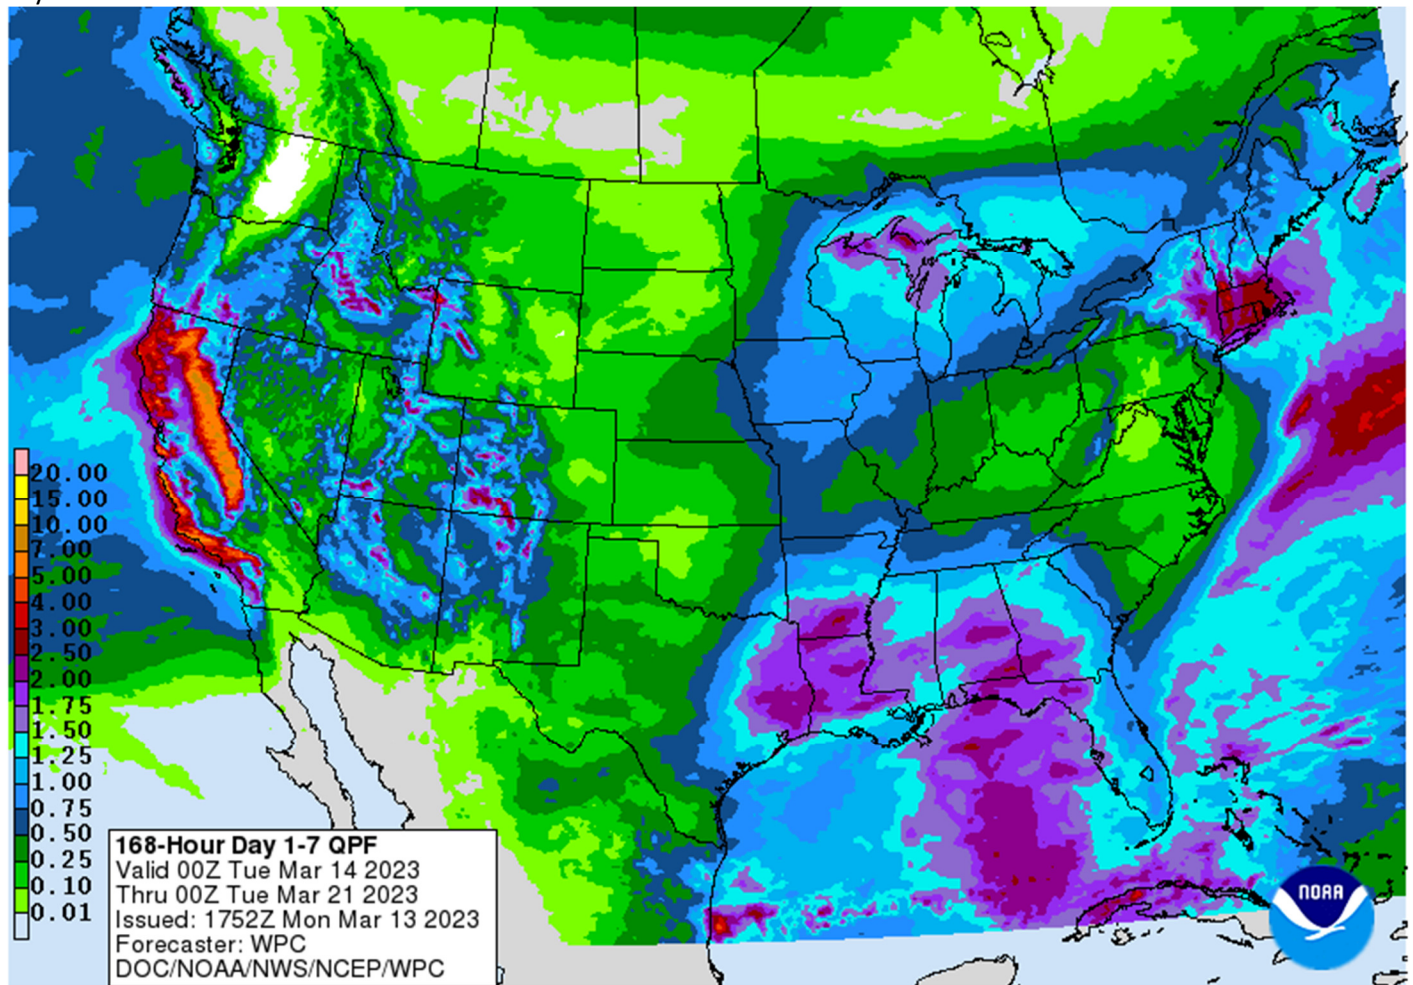 20.00
15.00
10.00
7.00
5.00
4.00
3.00
2.50
2.00
1.75
1.50
1.25
1.00
0.75
0.50
0.25
0.10
0.01
168-Hour Day 1-7 QPF
Valid 00Z Tue Mar 14 2023
Thru 00Z Tue Mar 21 2023
Issued: 1752Z Mon Mar 13 2023
Forecaster: WPC
DOC/NOAA/NWS/NCEP/WPC
NOAA